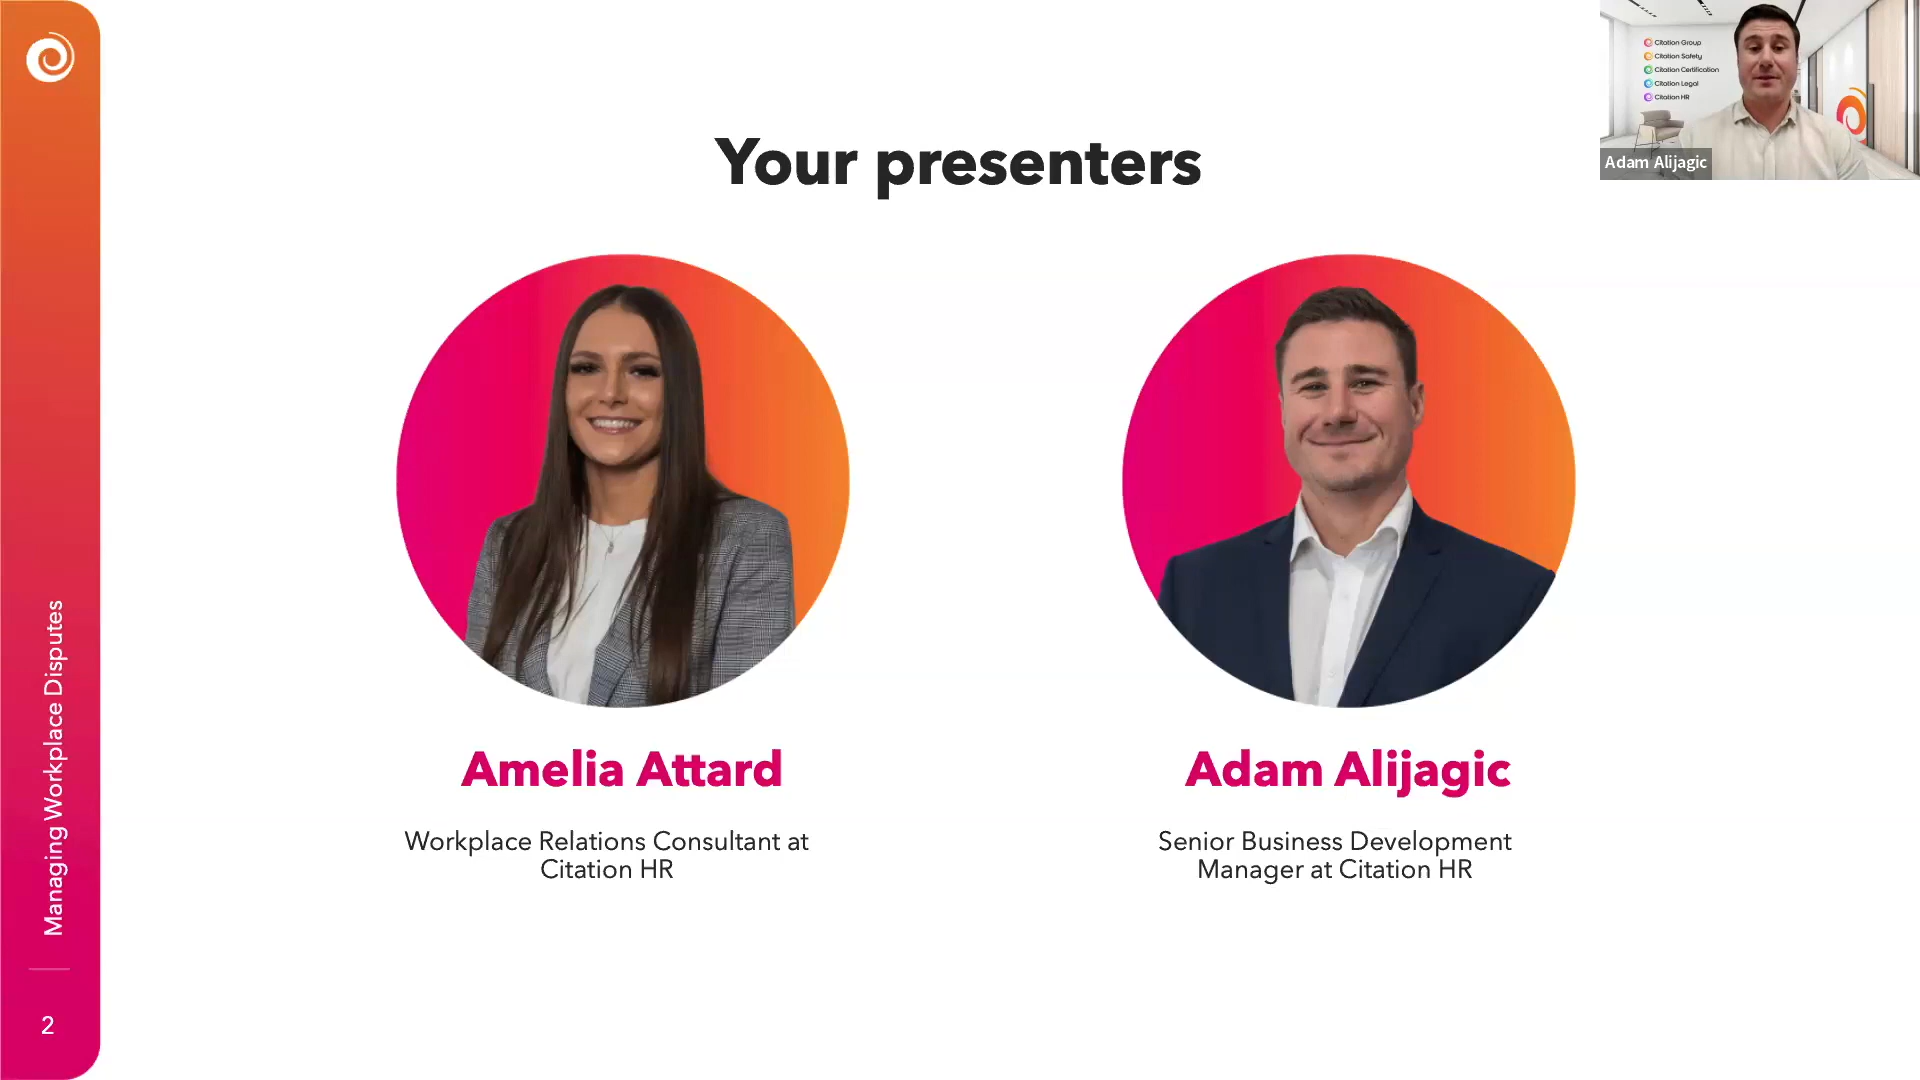 Your presenters
Amelia Attard
Workplace Relations Consultant at
Citation HR
Adam Alijagic
Senior Business Development
Manager at Citation HR
Managing Workplace Disputes
2
Citation Group
Citation Safety
Citation Certification
Citation Legal
Citation HR
Adam Alijagic